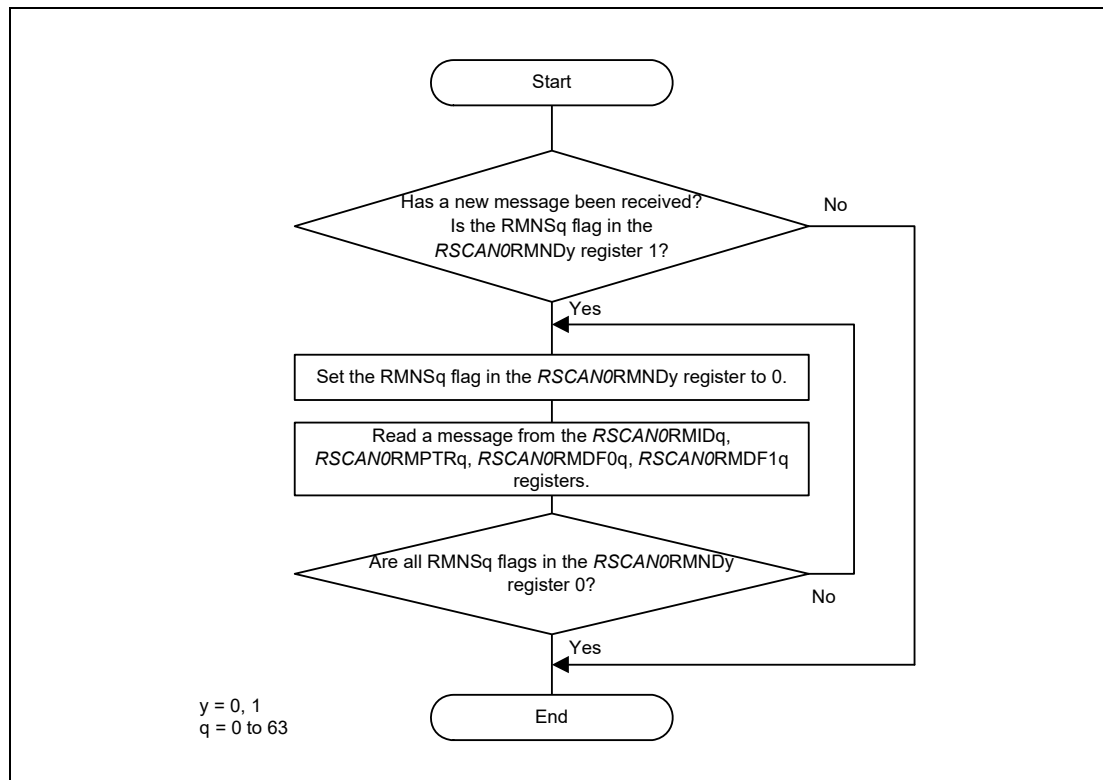 Start
Has a new message been received?
Is the RMNSq flag in the
RSCAN0RMNDy register 1?
No
Yes
Set the RMNSq flag in the RSCAN0RMNDy register to 0.
Read a message from the RSCAN0RMIDq,
RSCAN0RMPTRq, RSCAN0RMDF0q, RSCAN0RMDF1q
registers.
Are all RMNSq flags in the RSCAN0RMNDy
register 0?
No
Yes
End
y = 0, 1
q = 0 to 63